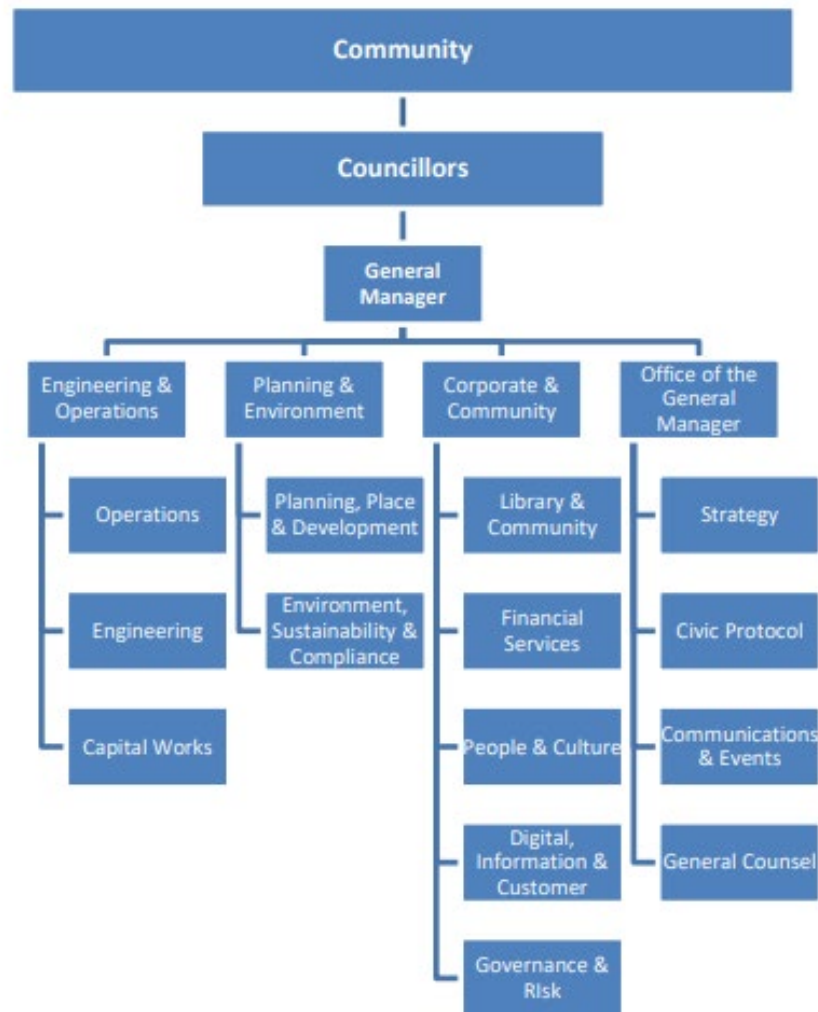 Community
Councillors
General
Manager
Engineering &
Operations
Planning &
Environment
Corporate &
Community
Office of the
General
Manager
Operations
Engineering
Capital Works
Planning, Place
& Development
Environment,
Sustainability &
Compliance
Library &
Community
Financial
Services
People & Culture
Digital,
Information &
Customer
Governance &
RIsk
Strategy
Civic Protocol
Communications
& Events
General Counsel